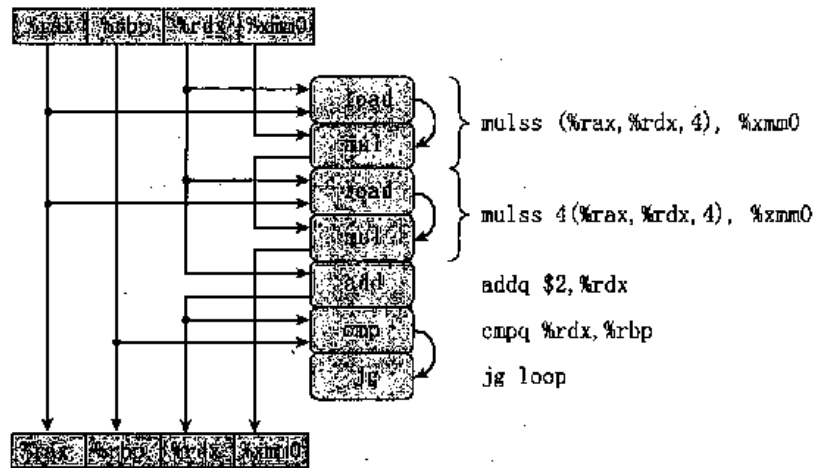 %rax %rbp %rdx %xmm0
load
mul
mulss (%rax,%rdx,4), %xmm0
load
mul
mulss 4(%rax,%rdx,4), %xmm0
add
addq $2,%rdx
cmp
cmpq %rdx,%rbp
jg
jg loop
%rax %rbp %rdx %xmm0